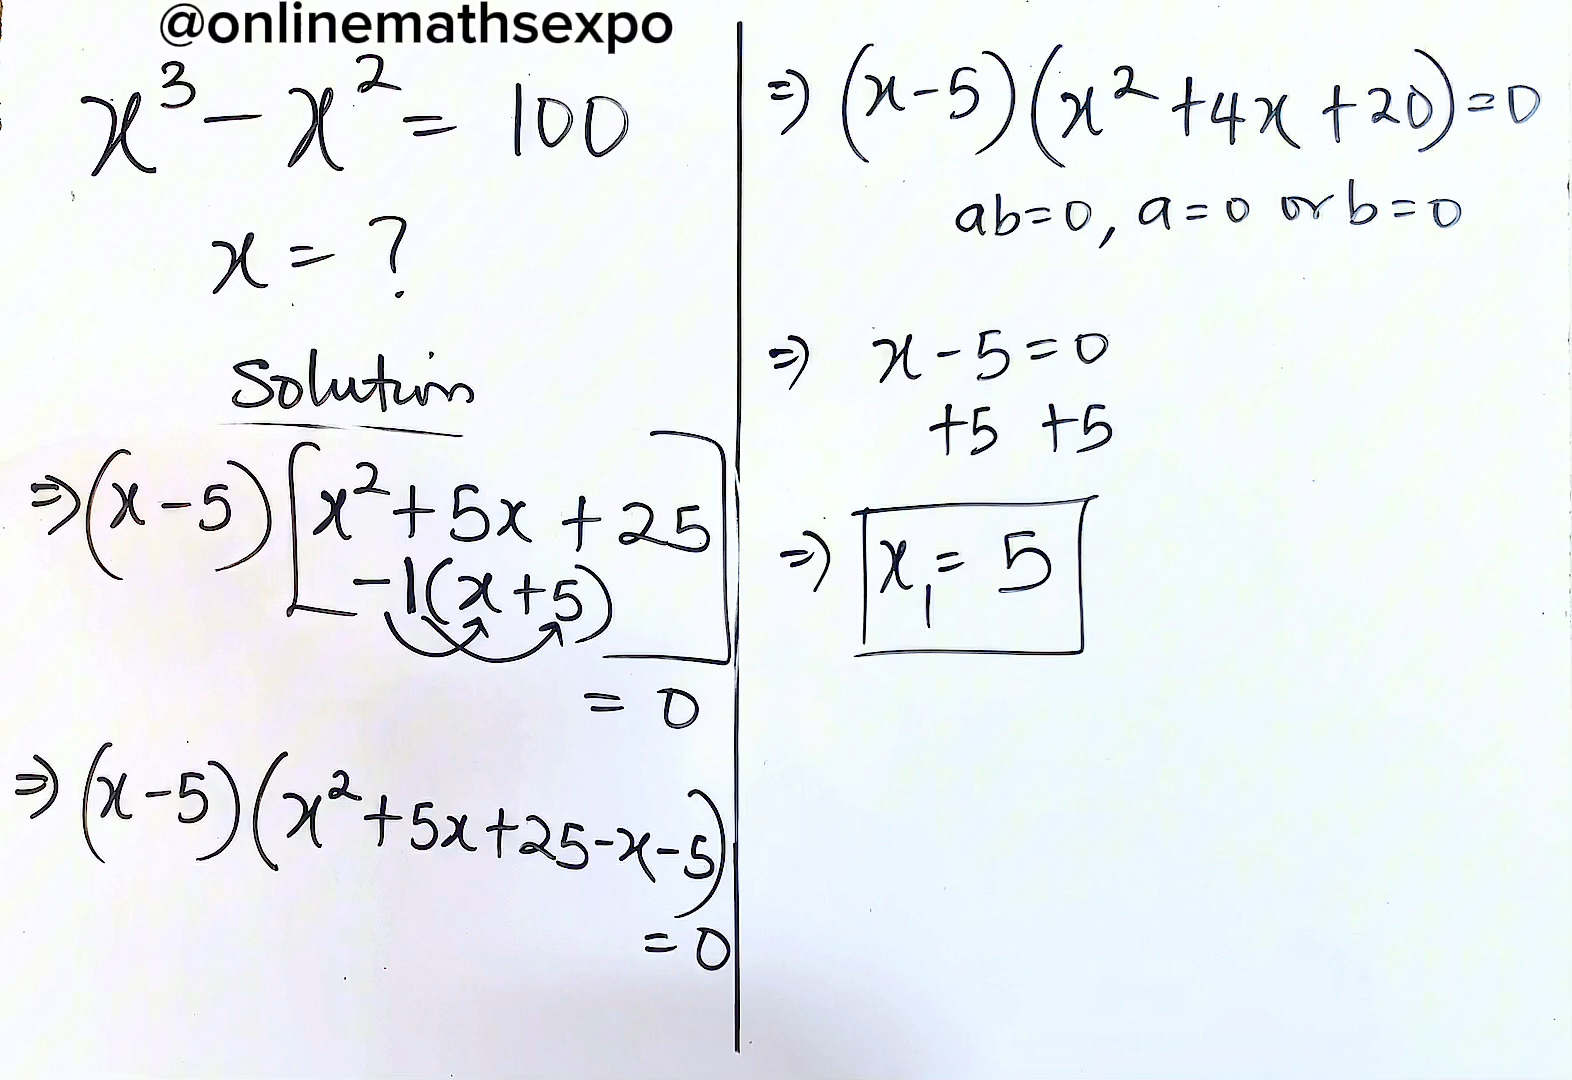 @onlinemathsexpo
x³ - x² = 100
x = ?
Solution
⇒ (x-5)[x² + 5x + 25
-1(x+5)]
= 0
⇒ (x-5)(x² + 5x + 25 - x - 5)
= 0
⇒ (x-5)(x² + 4x + 20) = 0
ab=0, a=0 or b=0
⇒ x - 5 = 0
+5 +5
⇒ x₁ = 5